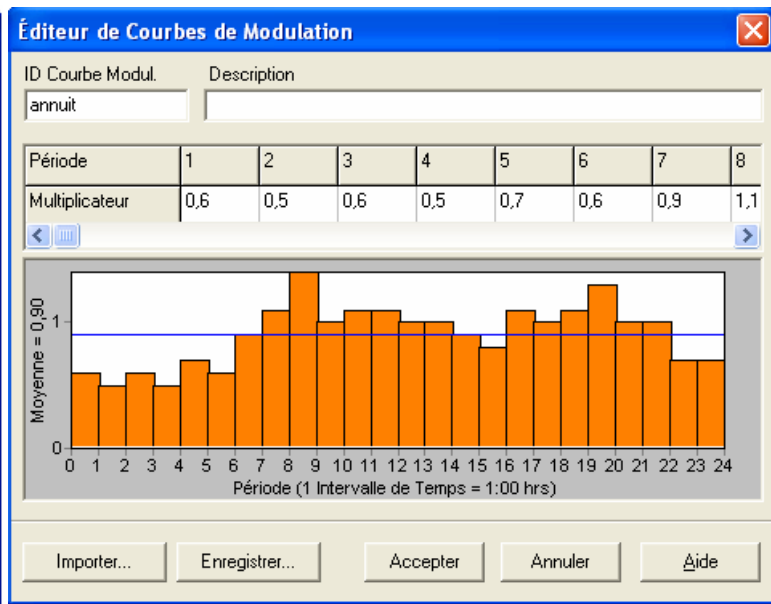 Éditeur de Courbes de Modulation
ID Courbe Modul. Description
annuit
Période 1 2 3 4 5 6 7 8
Multiplicateur 0,6 0,5 0,6 0,5 0,7 0,6 0,9 1,1
Moyenne = 0,90
1
0
0 1 2 3 4 5 6 7 8 9 10 11 12 13 14 15 16 17 18 19 20 21 22 23 24
Période (1 Intervalle de Temps = 1:00 hrs)
Importer... Enregistrer... Accepter Annuler Aide